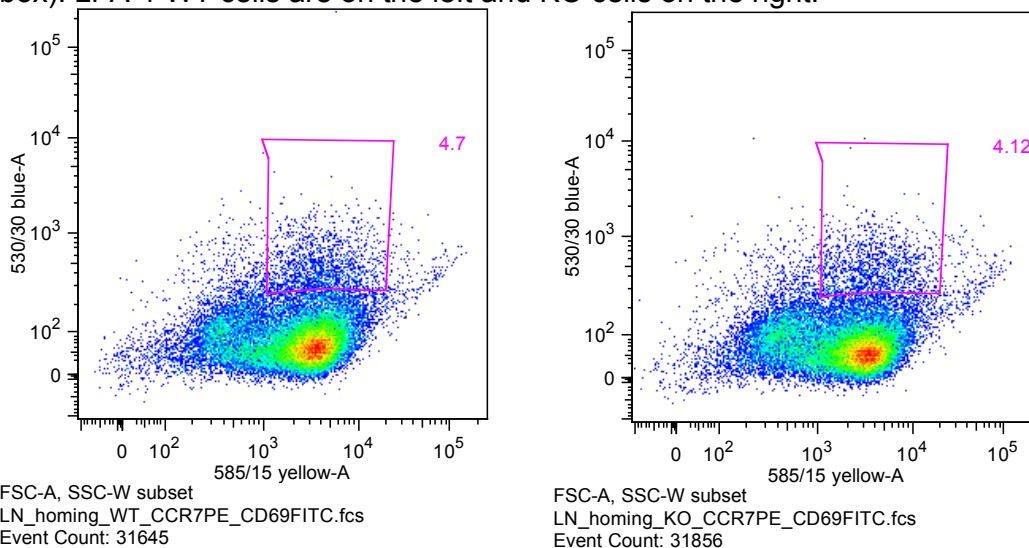 box). LFA-1 WT cells are on the left and KO cells on the right.
10^5
10^4
10^3
10^2
0
530/30 blue-A
4.7
0 10^2 10^3 10^4 10^5
585/15 yellow-A
FSC-A, SSC-W subset
LN_homing_WT_CCR7PE_CD69FITC.fcs
Event Count: 31645
10^5
10^4
10^3
10^2
0
530/30 blue-A
4.12
0 10^2 10^3 10^4 10^5
585/15 yellow-A
FSC-A, SSC-W subset
LN_homing_KO_CCR7PE_CD69FITC.fcs
Event Count: 31856